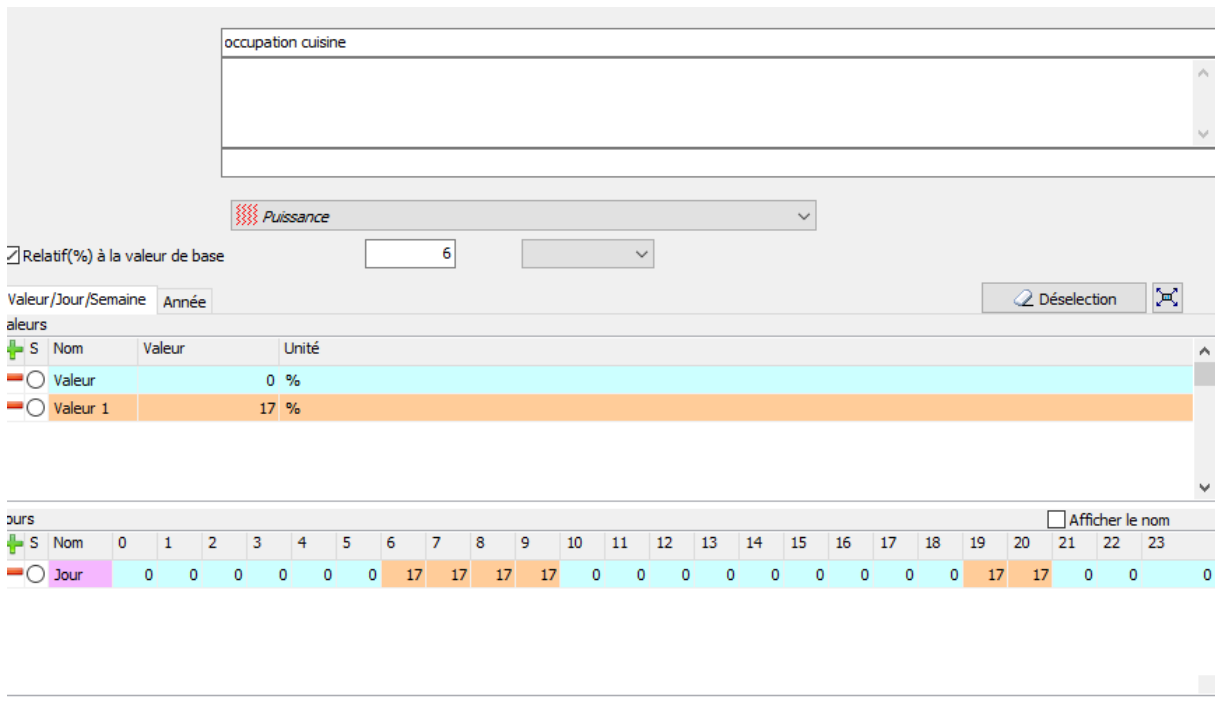 occupation cuisine
Puissance
Relatif(%) à la valeur de base 6
Valeur/Jour/Semaine Année Déselection
aleurs
S Nom Valeur Unité
Valeur 0 %
Valeur 1 17 %
ours Afficher le nom
S Nom 0 1 2 3 4 5 6 7 8 9 10 11 12 13 14 15 16 17 18 19 20 21 22 23
Jour 0 0 0 0 0 0 17 17 17 17 0 0 0 0 0 0 0 0 0 17 17 0 0 0